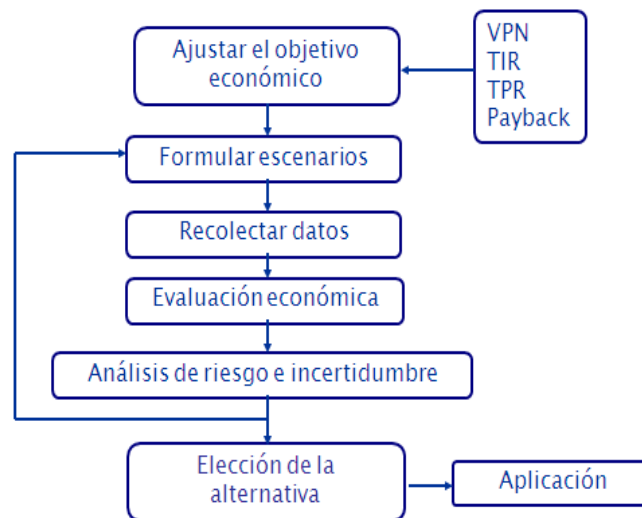 Ajustar el objetivo
económico
VPN
TIR
TPR
Payback
Formular escenarios
Recolectar datos
Evaluación económica
Análisis de riesgo e incertidumbre
Elección de la
alternativa
Aplicación